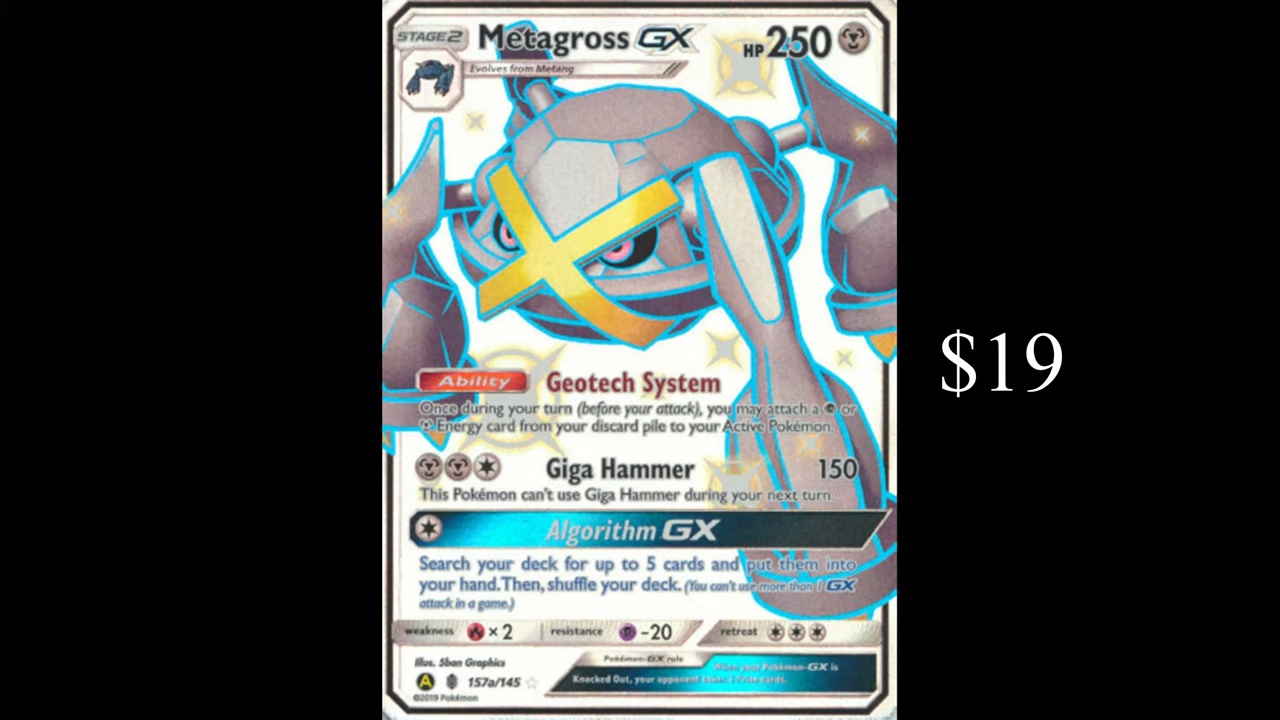 STAGE2 Metagross GX HP 250
Evolves from Metang
Ability Geotech System
Once during your turn (before your attack), you may attach a or
Energy card from your discard pile to your Active Pokémon.
Giga Hammer 150
This Pokémon can't use Giga Hammer during your next turn.
Algorithm GX
Search your deck for up to 5 cards and put them into
your hand. Then, shuffle your deck. (You can't use more than 1 GX
attack in a game.)
weakness ×2 resistance -20 retreat
Illus. 5ban Graphics
Pokémon-GX rule
When your Pokémon-GX is
Knocked Out, your opponent takes 2 Prize cards.
A 157a/145
©2019 Pokémon
$19